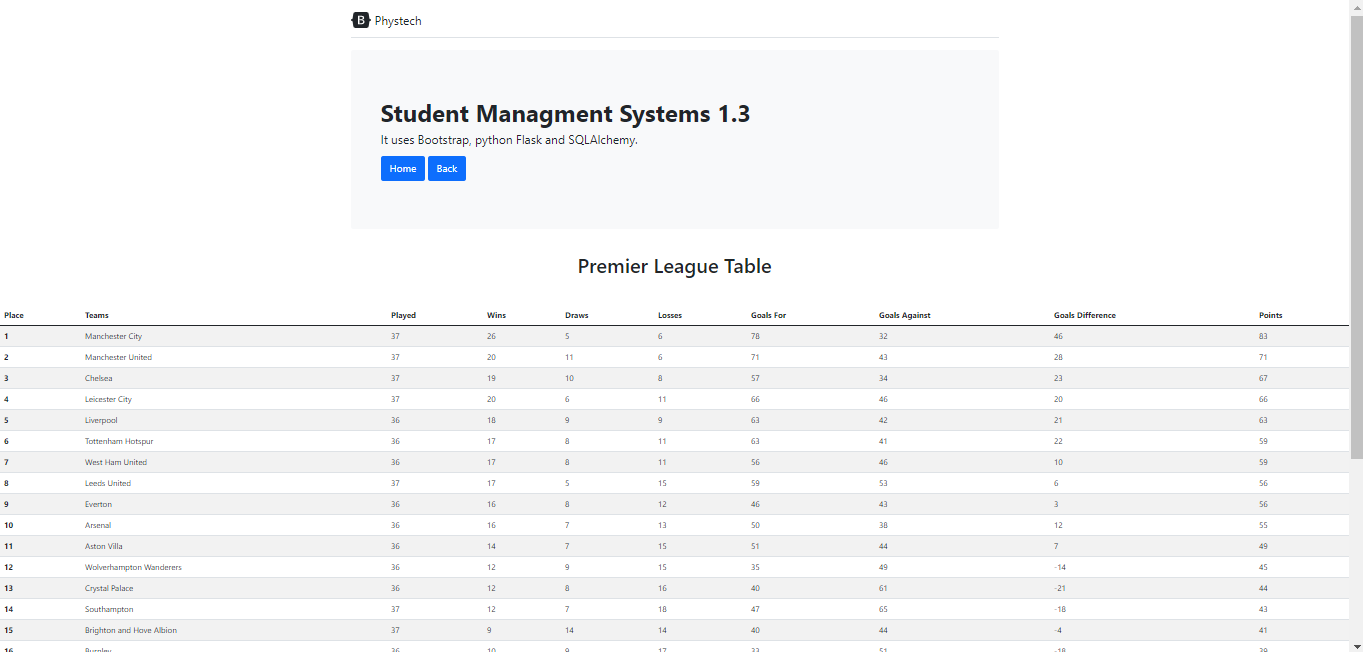 B Phystech
Student Managment Systems 1.3
It uses Bootstrap, python Flask and SQLAlchemy.
Home Back
Premier League Table
Place Teams Played Wins Draws Losses Goals For Goals Against Goals Difference Points
1 Manchester City 37 26 5 6 78 32 46 83
2 Manchester United 37 20 11 6 71 43 28 71
3 Chelsea 37 19 10 8 57 34 23 67
4 Leicester City 37 20 6 11 66 46 20 66
5 Liverpool 36 18 9 9 63 42 21 63
6 Tottenham Hotspur 36 17 8 11 63 41 22 59
7 West Ham United 36 17 8 11 56 46 10 59
8 Leeds United 37 17 5 15 59 53 6 56
9 Everton 36 16 8 12 46 43 3 56
10 Arsenal 36 16 7 13 50 38 12 55
11 Aston Villa 36 14 7 15 51 44 7 49
12 Wolverhampton Wanderers 36 12 9 15 35 49 -14 45
13 Crystal Palace 36 12 8 16 40 61 -21 44
14 Southampton 37 12 7 18 47 65 -18 43
15 Brighton and Hove Albion 37 9 14 14 40 44 -4 41
16 Burnley 36 10 9 17 33 51 -18 39